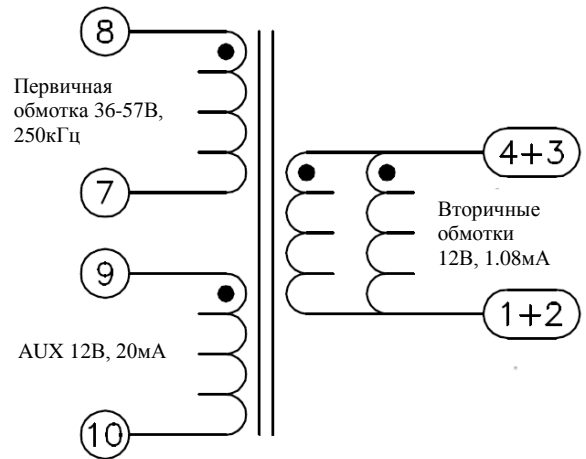 8
Первичная
обмотка 36-57В,
250кГц
7
4+3
Вторичные
обмотки
12В, 1.08мА
9
1+2
AUX 12В, 20мА
10